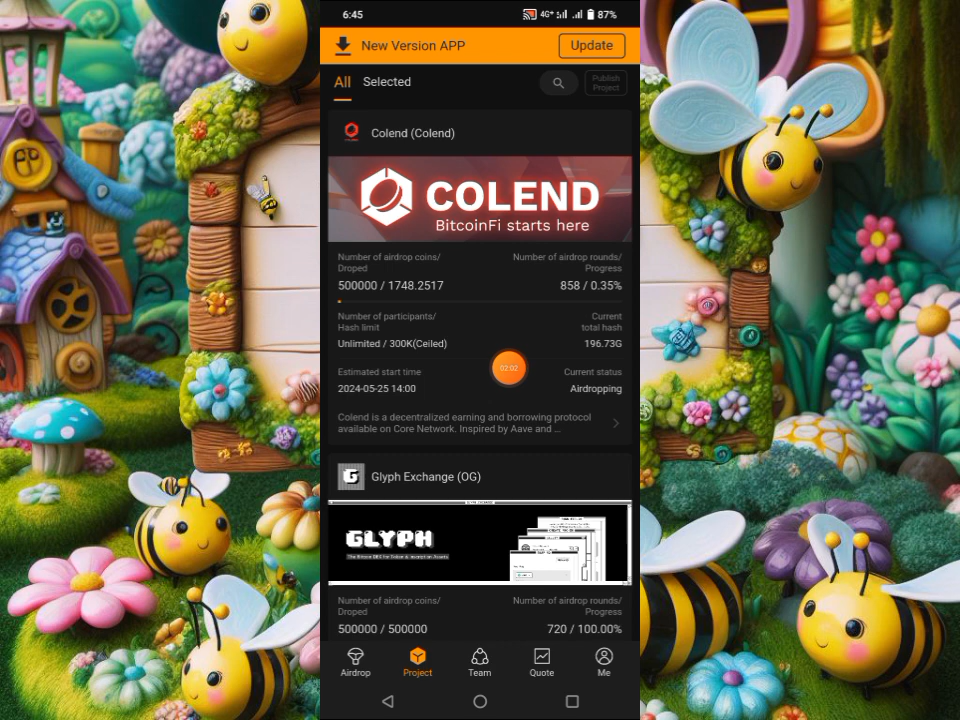 6:45
4G+
87%
New Version APP
Update
All
Selected
Publish
Project
Colend (Colend)
COLEND
BitcoinFi starts here
Number of airdrop coins/
Droped
Number of airdrop rounds/
Progress
500000 / 1748.2517
858 / 0.35%
Number of participants/
Hash limit
Current
total hash
Unlimited / 300K(Ceiled)
196.73G
02:02
Estimated start time
Current status
2024-05-25 14:00
Airdropping
Colend is a decentralized earning and borrowing protocol
available on Core Network. Inspired by Aave and ...
Glyph Exchange (OG)
GLYPH
Number of airdrop coins/
Droped
Number of airdrop rounds/
Progress
500000 / 500000
720 / 100.00%
Airdrop
Project
Team
Quote
Me